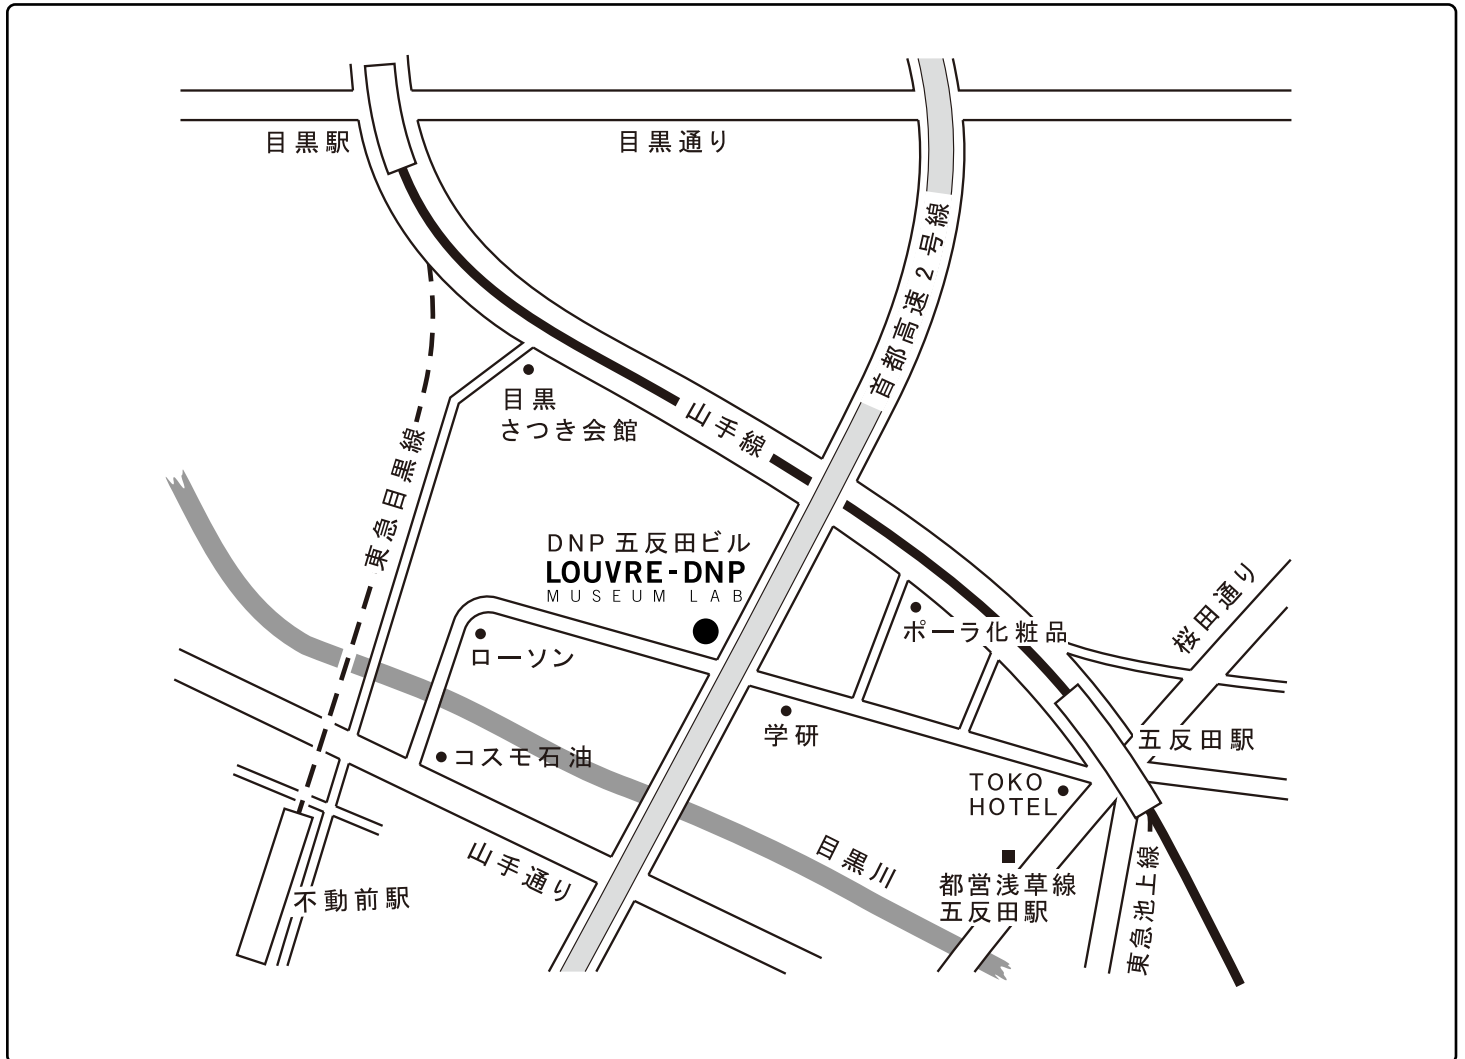 目黒駅
目黒通り
首都高速2号線
目黒
さつき会館
山手線
東急目黒線
DNP 五反田ビル
LOUVRE-DNP
MUSEUM LAB
ローソン
ポーラ化粧品
桜田通り
コスモ石油
学研
五反田駅
TOKO
HOTEL
山手通り
目黒川
都営浅草線
五反田駅
東急池上線
不動前駅